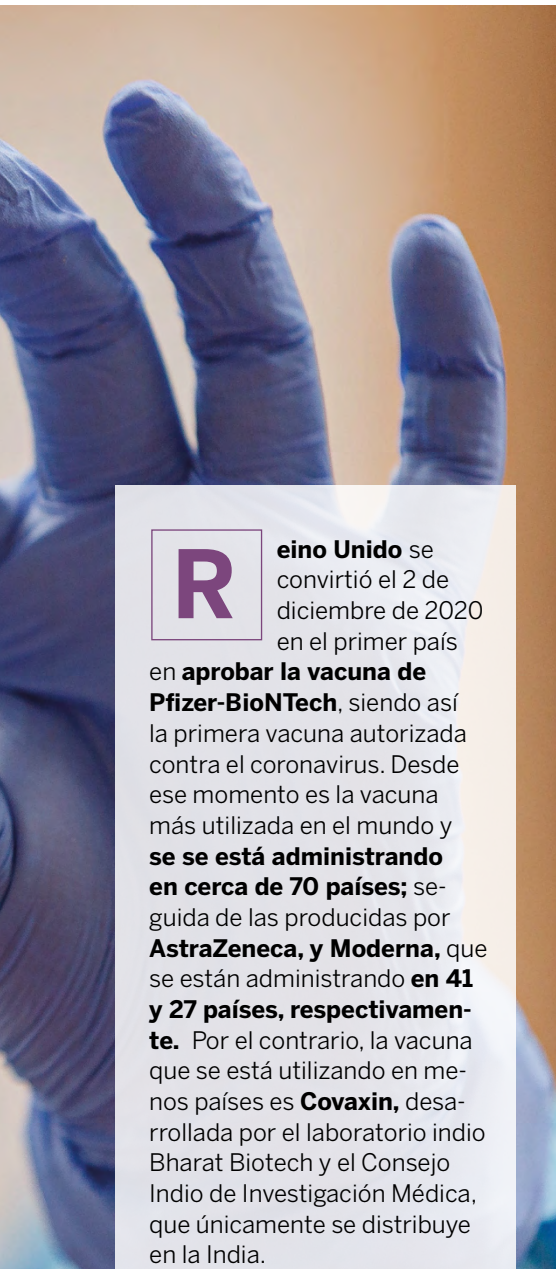 Reino Unido se
convirtió el 2 de
diciembre de 2020
en el primer país
en aprobar la vacuna de
Pfizer-BioNTech, siendo así
la primera vacuna autorizada
contra el coronavirus. Desde
ese momento es la vacuna
más utilizada en el mundo y
se se está administrando
en cerca de 70 países; se-
guida de las producidas por
AstraZeneca, y Moderna, que
se están administrando en 41
y 27 países, respectivamen-
te. Por el contrario, la vacuna
que se está utilizando en me-
nos países es Covaxin, desa-
rrollada por el laboratorio indio
Bharat Biotech y el Consejo
Indio de Investigación Médica,
que únicamente se distribuye
en la India.